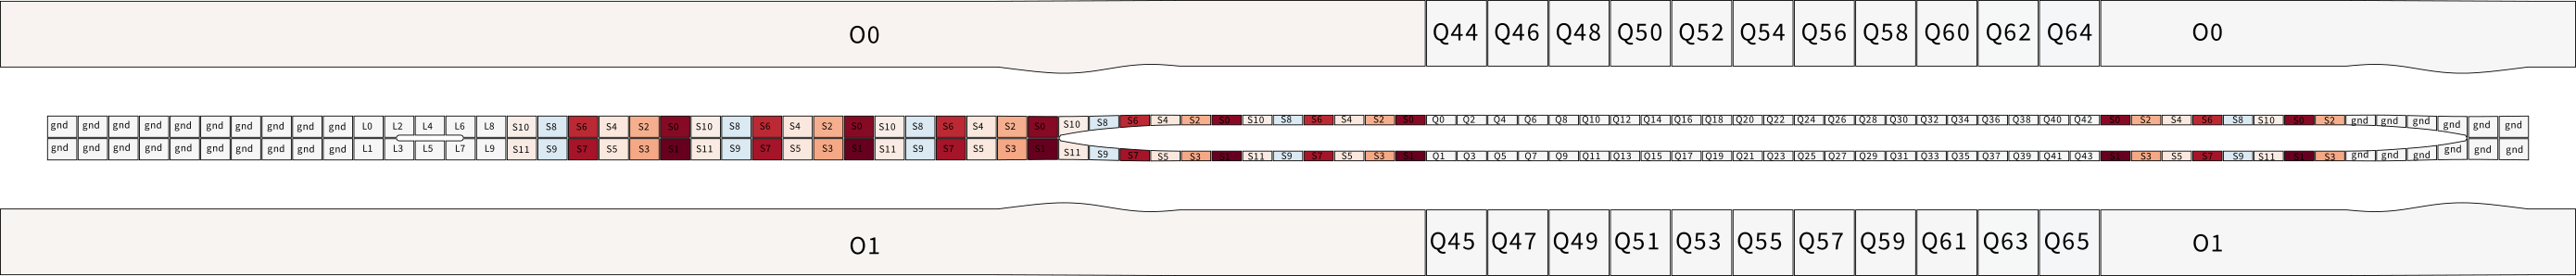 O0 Q44 Q46 Q48 Q50 Q52 Q54 Q56 Q58 Q60 Q62 Q64 O0
gnd gnd gnd gnd gnd gnd gnd gnd gnd gnd L0 L2 L4 L6 L8 S10 S8 S6 S4 S2 S0 S10 S8 S6 S4 S2 S0 S10 S8 S6 S4 S2 S0 S10 S8 S6 S4 S2 S0 S10 S8 S6 S4 S2 S0 Q0 Q2 Q4 Q6 Q8 Q10 Q12 Q14 Q16 Q18 Q20 Q22 Q24 Q26 Q28 Q30 Q32 Q33 Q36 Q38 Q40 Q42 S0 S2 S4 S6 S8 S10 S0 S2 gnd gnd gnd gnd gnd gnd
gnd gnd gnd gnd gnd gnd gnd gnd gnd gnd L1 L3 L5 L7 L9 S11 S9 S7 S5 S3 S1 S11 S9 S7 S5 S3 S1 S11 S9 S7 S5 S3 S1 S11 S9 S7 S5 S3 S1 S11 S9 S7 S5 S3 S1 Q1 Q3 Q5 Q7 Q9 Q11 Q13 Q15 Q17 Q19 Q21 Q23 Q25 Q27 Q29 Q31 Q34 Q35 Q37 Q39 Q41 Q43 S1 S3 S5 S7 S9 S11 S1 S3 gnd gnd gnd gnd gnd gnd
O1 Q45 Q47 Q49 Q51 Q53 Q55 Q57 Q59 Q61 Q63 Q65 O1